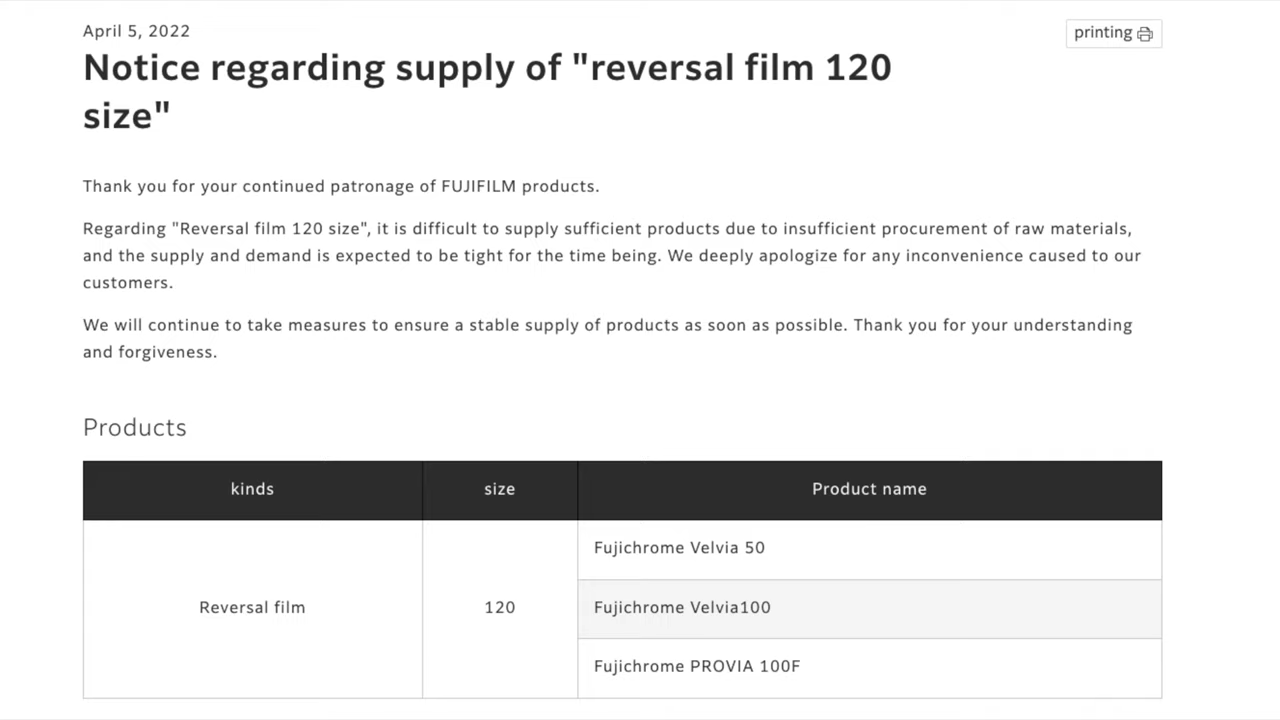 April 5, 2022
printing
Notice regarding supply of "reversal film 120
size"
Thank you for your continued patronage of FUJIFILM products.
Regarding "Reversal film 120 size", it is difficult to supply sufficient products due to insufficient procurement of raw materials,
and the supply and demand is expected to be tight for the time being. We deeply apologize for any inconvenience caused to our
customers.
We will continue to take measures to ensure a stable supply of products as soon as possible. Thank you for your understanding
and forgiveness.
Products
kinds size Product name
Fujichrome Velvia 50
Reversal film 120 Fujichrome Velvia100
Fujichrome PROVIA 100F